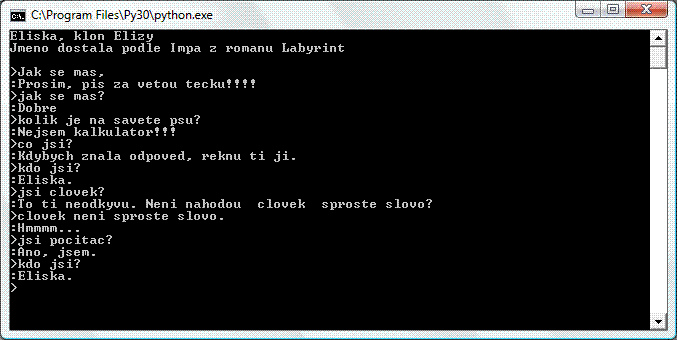 C:\Program Files\Py30\python.exe
Eliska, klon Elizy
Jmeno dostala podle Impa z romanu Labyrint
>Jak se mas,
:Prosim, pis za vetou tecku!!!!
>jak se mas?
:Dobre
>kolik je na savete psu?
:Nejsem kalkulator!!!
>co jsi?
:Kdybych znala odpoved, reknu ti ji.
>kdo jsi?
:Eliska.
>jsi clovek?
:To ti neodkyvu. Neni nahodou  clovek  sproste slovo?
>clovek neni sproste slovo.
:Hmmmm...
>jsi pocitac?
:Ano, jsem.
>kdo jsi?
:Eliska.
>